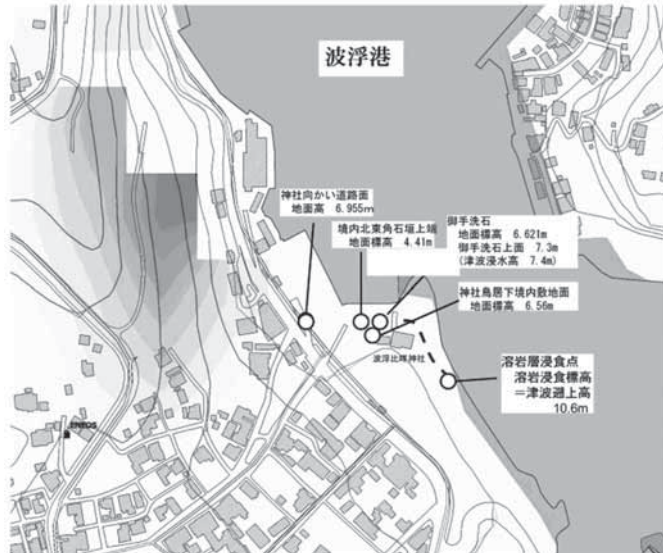 波浮港
神社向かい道路面
地面高 6.955m
境内北東角石垣上端
地面標高 4.41m
御手洗石
地面標高 6.621m
御手洗石上面 7.3m
(津波浸水高 7.4m)
神社鳥居下境内敷地面
地面標高 6.56m
波浮比咩神社
溶岩層浸食点
溶岩浸食標高
＝津波遡上高
10.6m
ENEOS